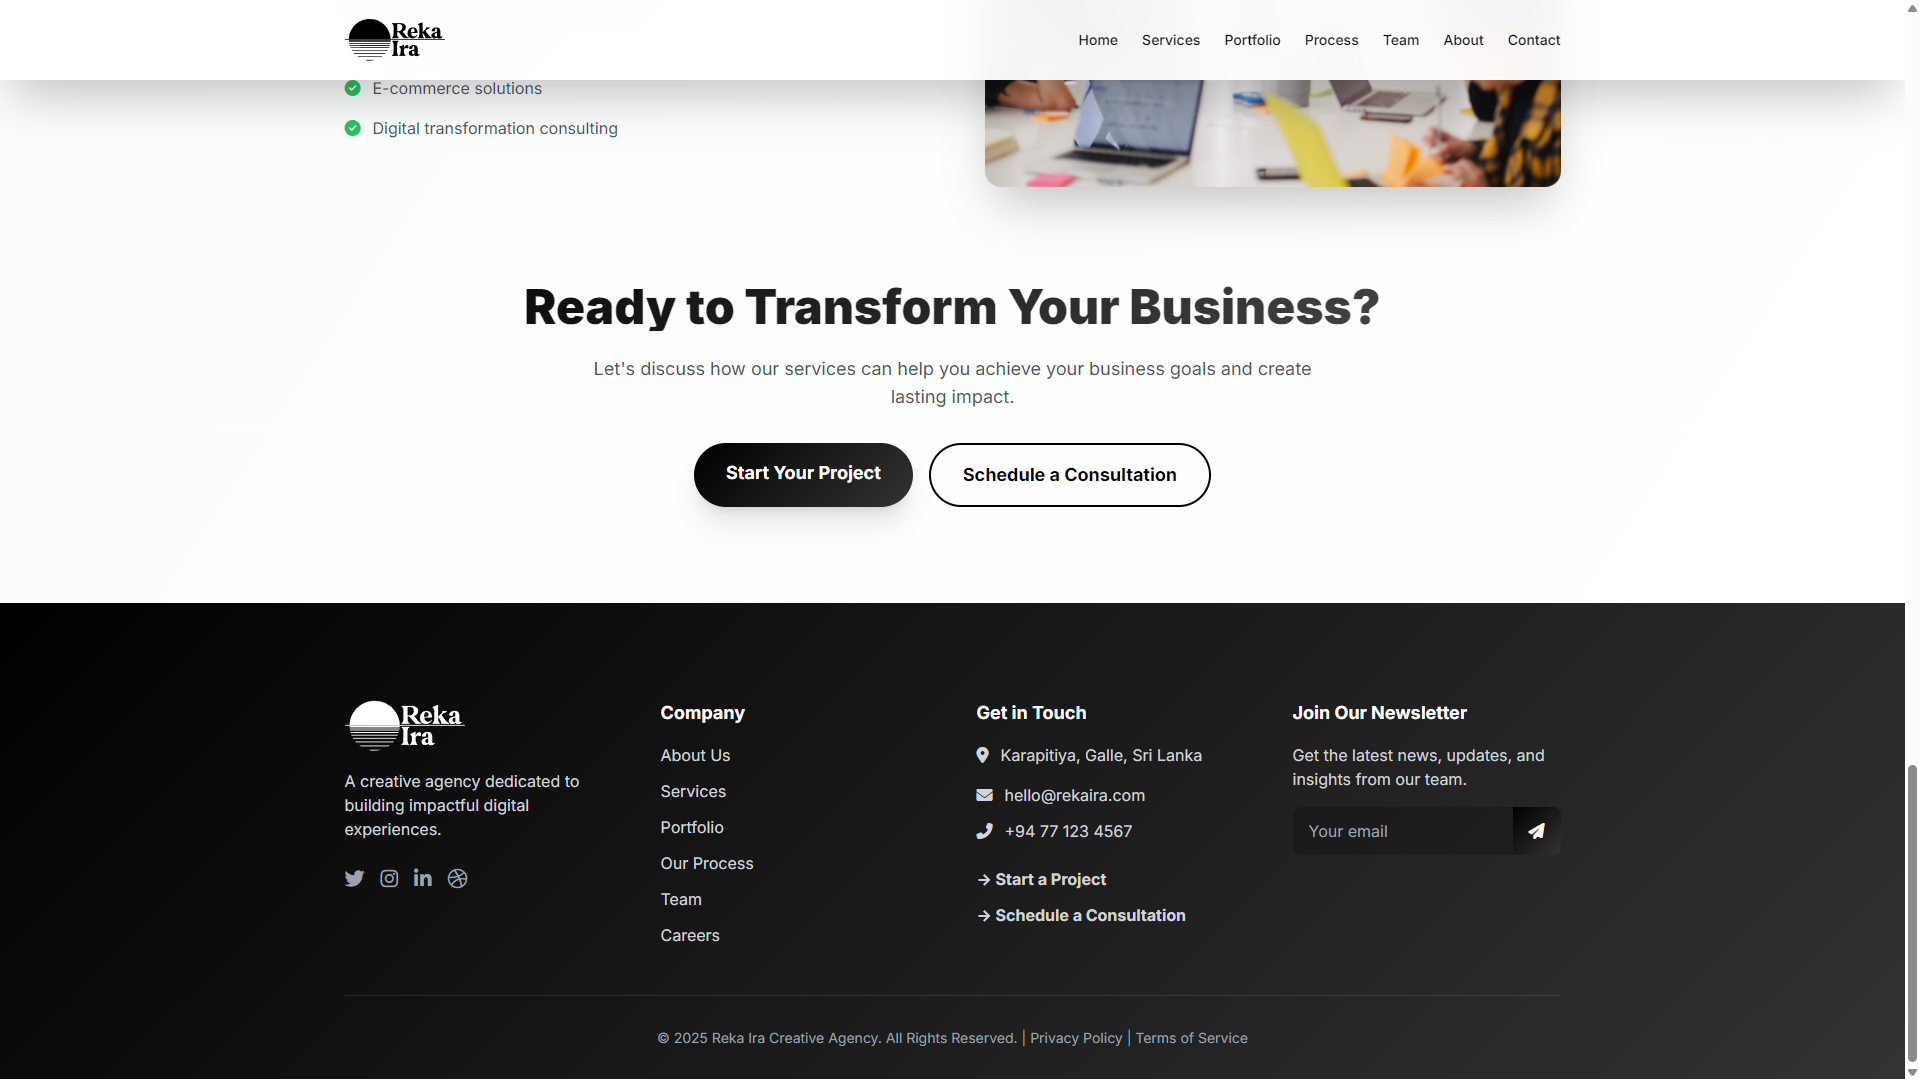 Reka
Ira
Home
Services
Portfolio
Process
Team
About
Contact
E-commerce solutions
Digital transformation consulting
Ready to Transform Your Business?
Let's discuss how our services can help you achieve your business goals and create
lasting impact.
Start Your Project
Schedule a Consultation
Reka
Ira
A creative agency dedicated to
building impactful digital
experiences.
Company
About Us
Services
Portfolio
Our Process
Team
Careers
Get in Touch
Karapitiya, Galle, Sri Lanka
hello@rekaira.com
+94 77 123 4567
→ Start a Project
→ Schedule a Consultation
Join Our Newsletter
Get the latest news, updates, and
insights from our team.
Your email
© 2025 Reka Ira Creative Agency. All Rights Reserved. | Privacy Policy | Terms of Service